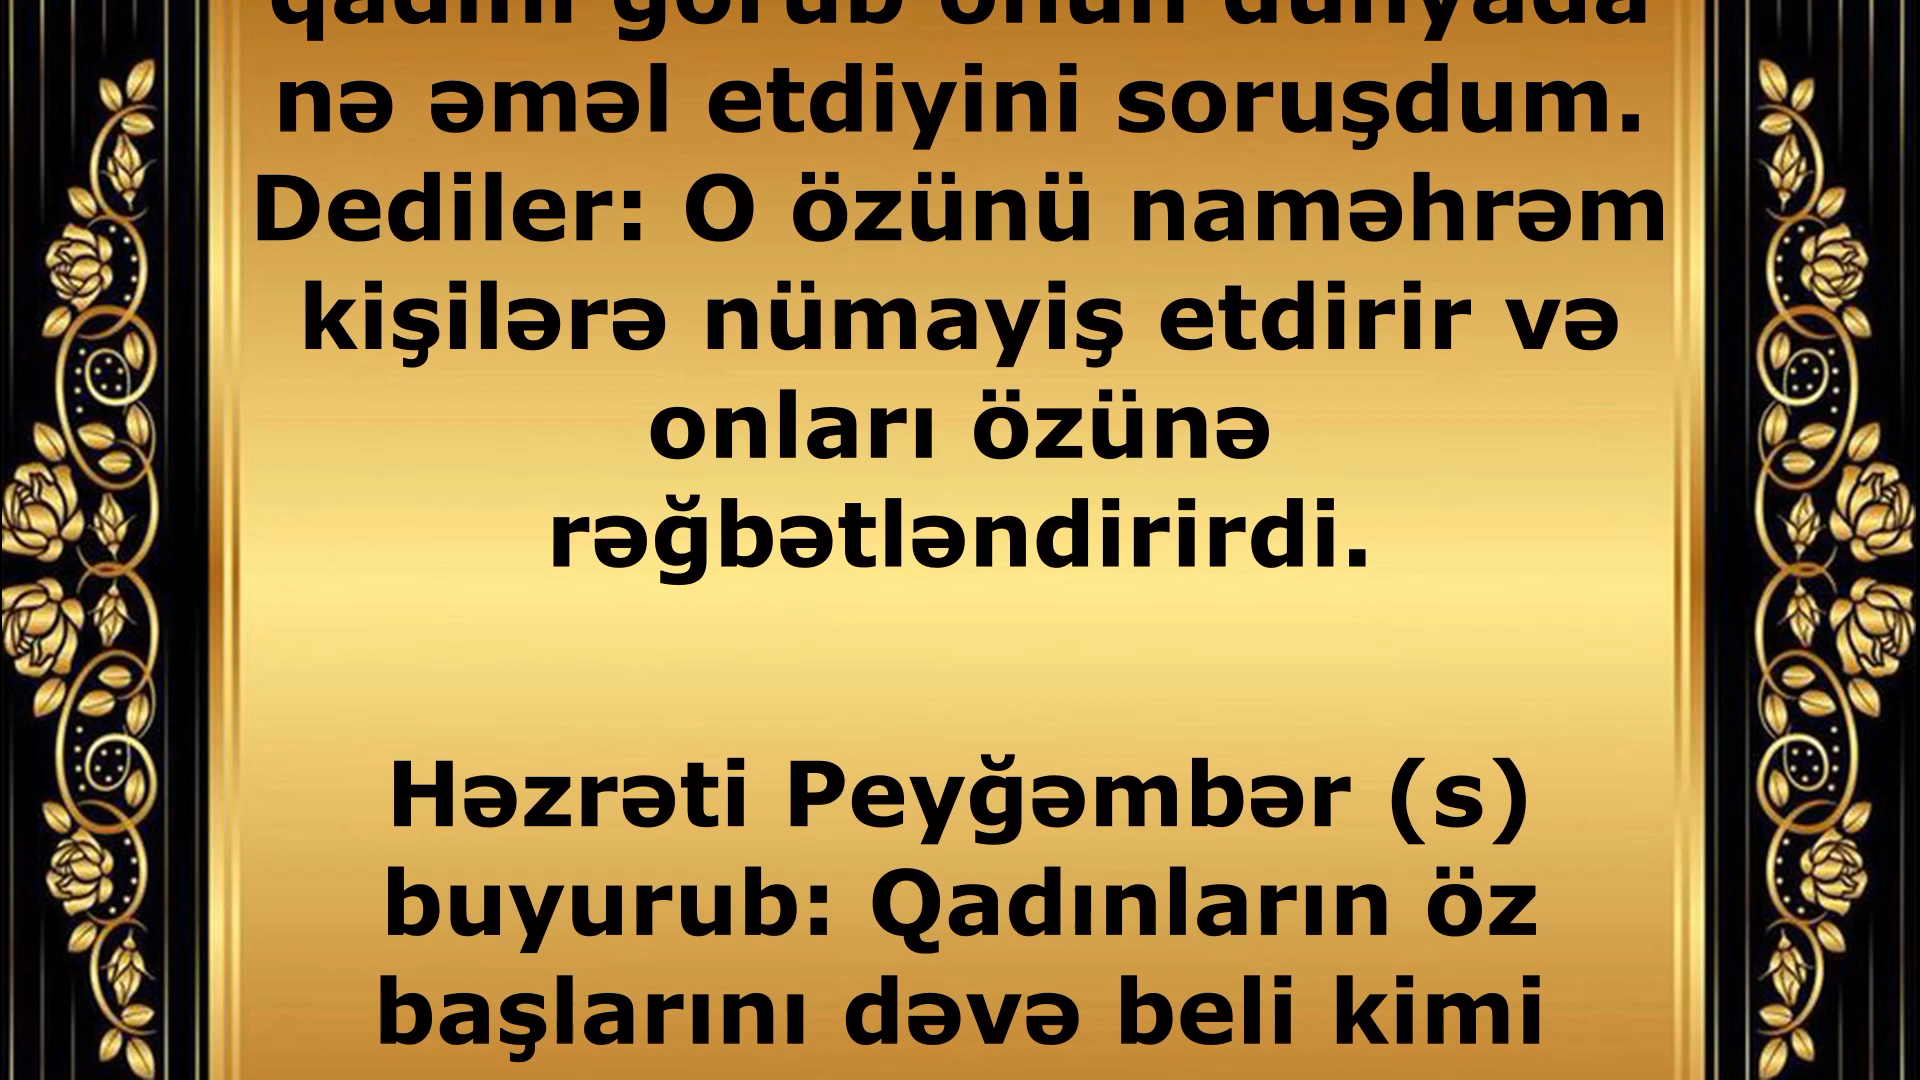 qadını görüb onun dünyada
nə əməl etdiyini soruşdum.
Dediler: O özünü naməhrəm
kişilərə nümayiş etdirir və
onları özünə
rəğbətləndirirdi.
Həzrəti Peyğəmbər (s)
buyurub: Qadınların öz
başlarını dəvə beli kimi